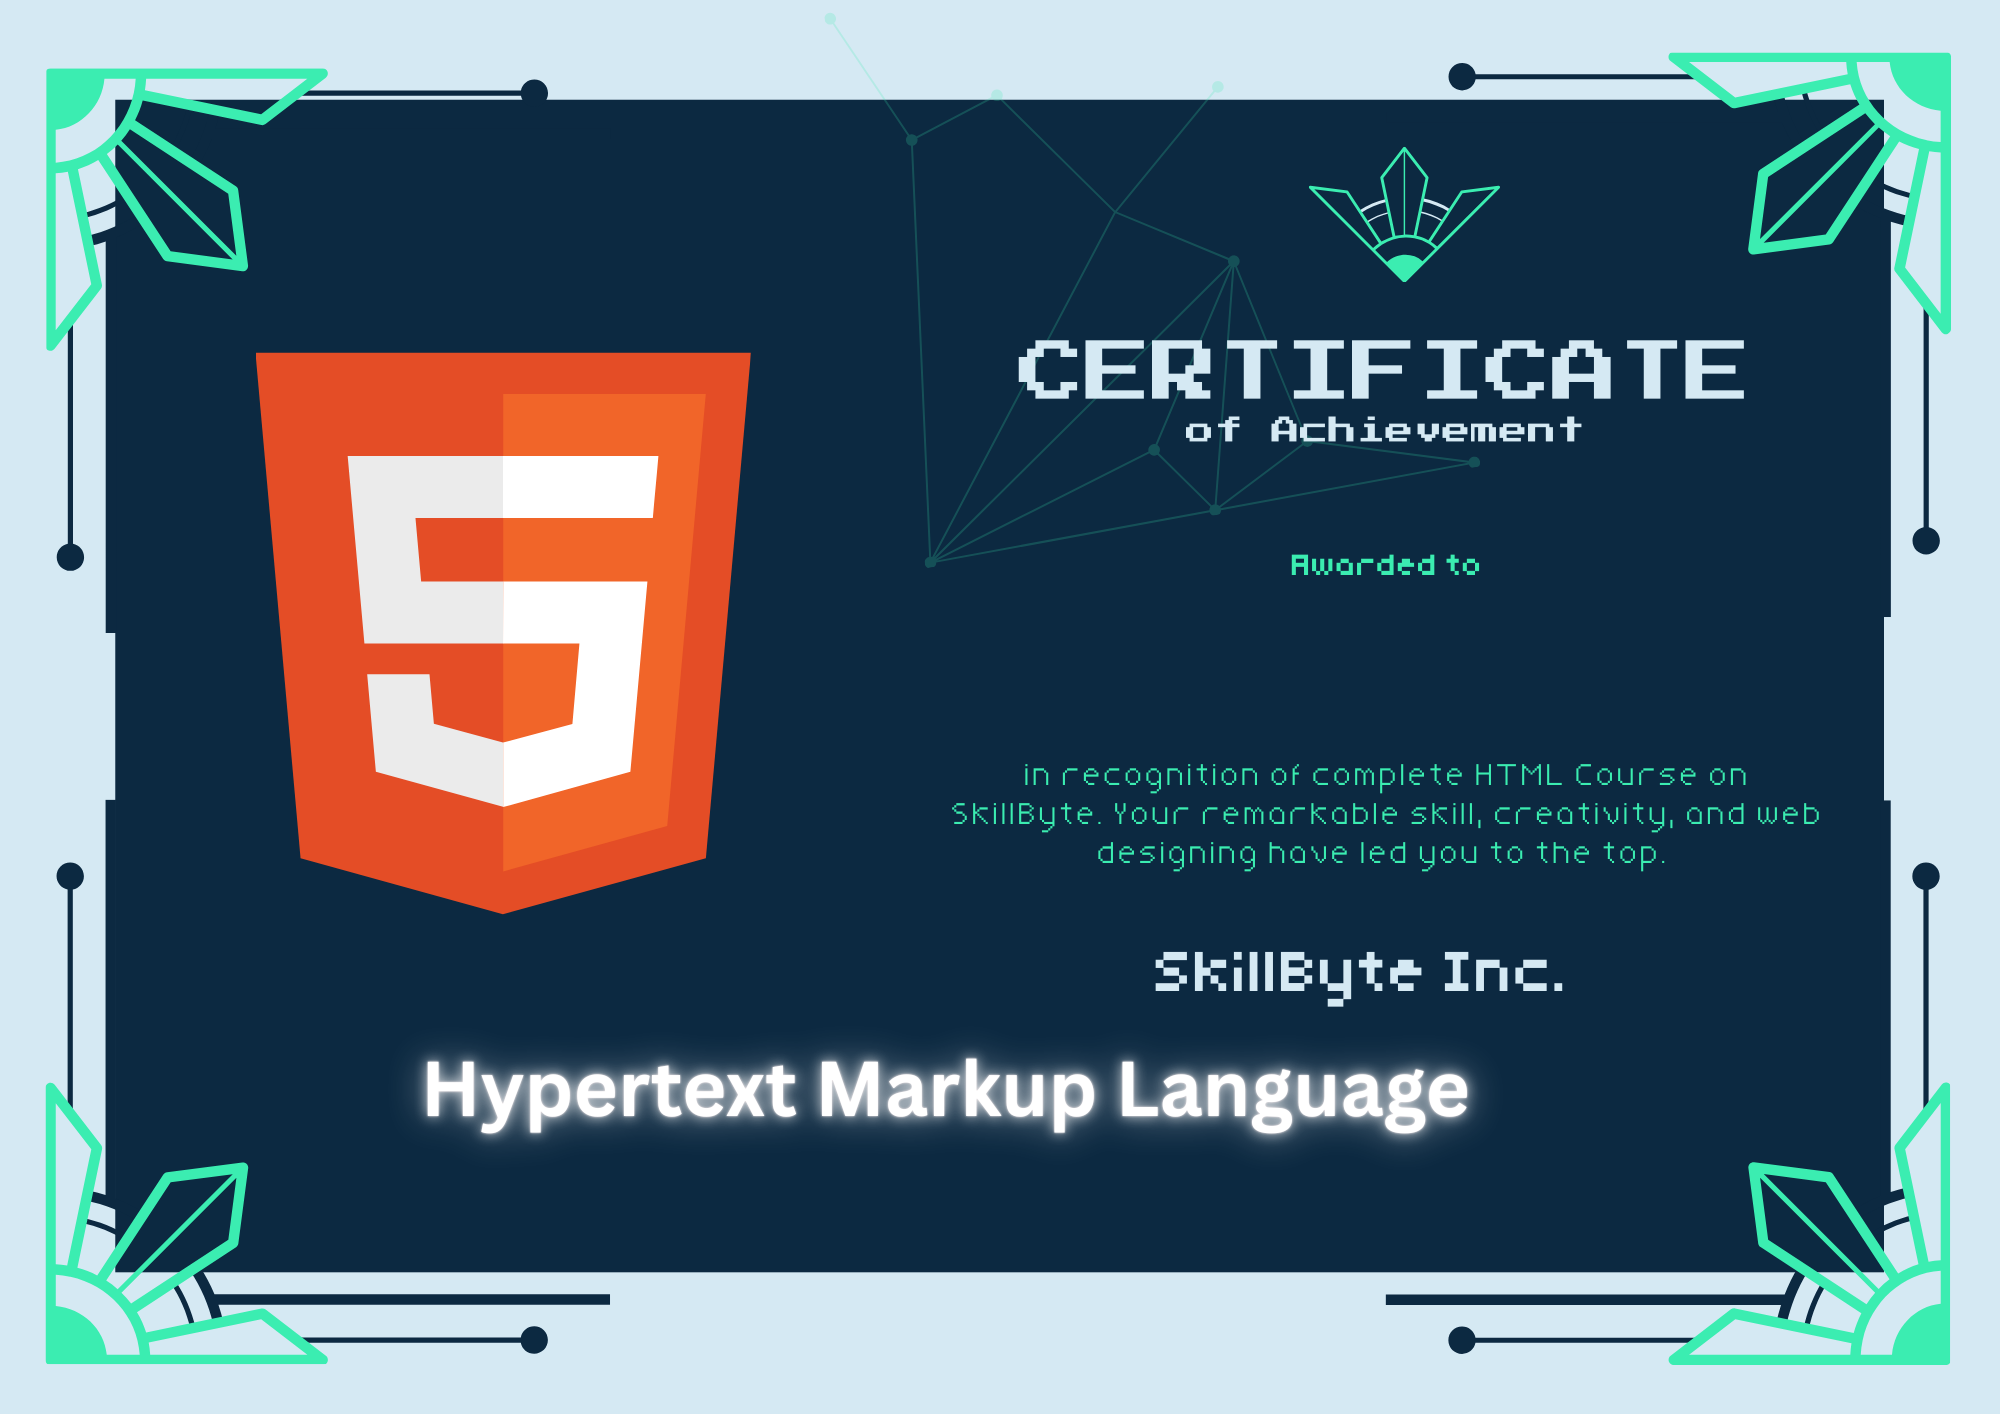 CERTIFICATE
of Achievement
Awarded to
in recognition of complete HTML Course on
SkillByte. Your remarkable skill, creativity, and web
designing have led you to the top.
SkillByte Inc.
Hypertext Markup Language